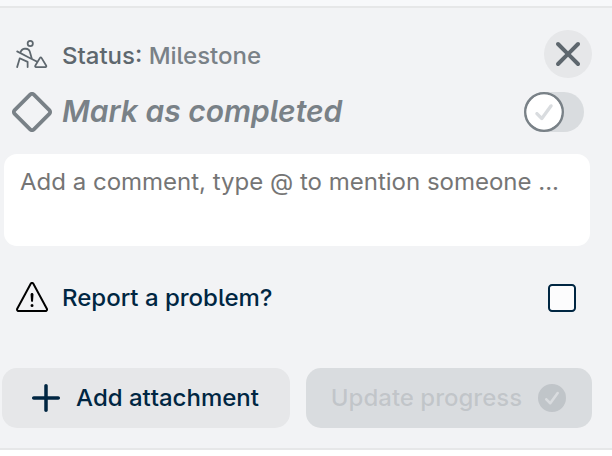 Status: Milestone
Mark as completed
Add a comment, type @ to mention someone ...
Report a problem?
Add attachment
Update progress